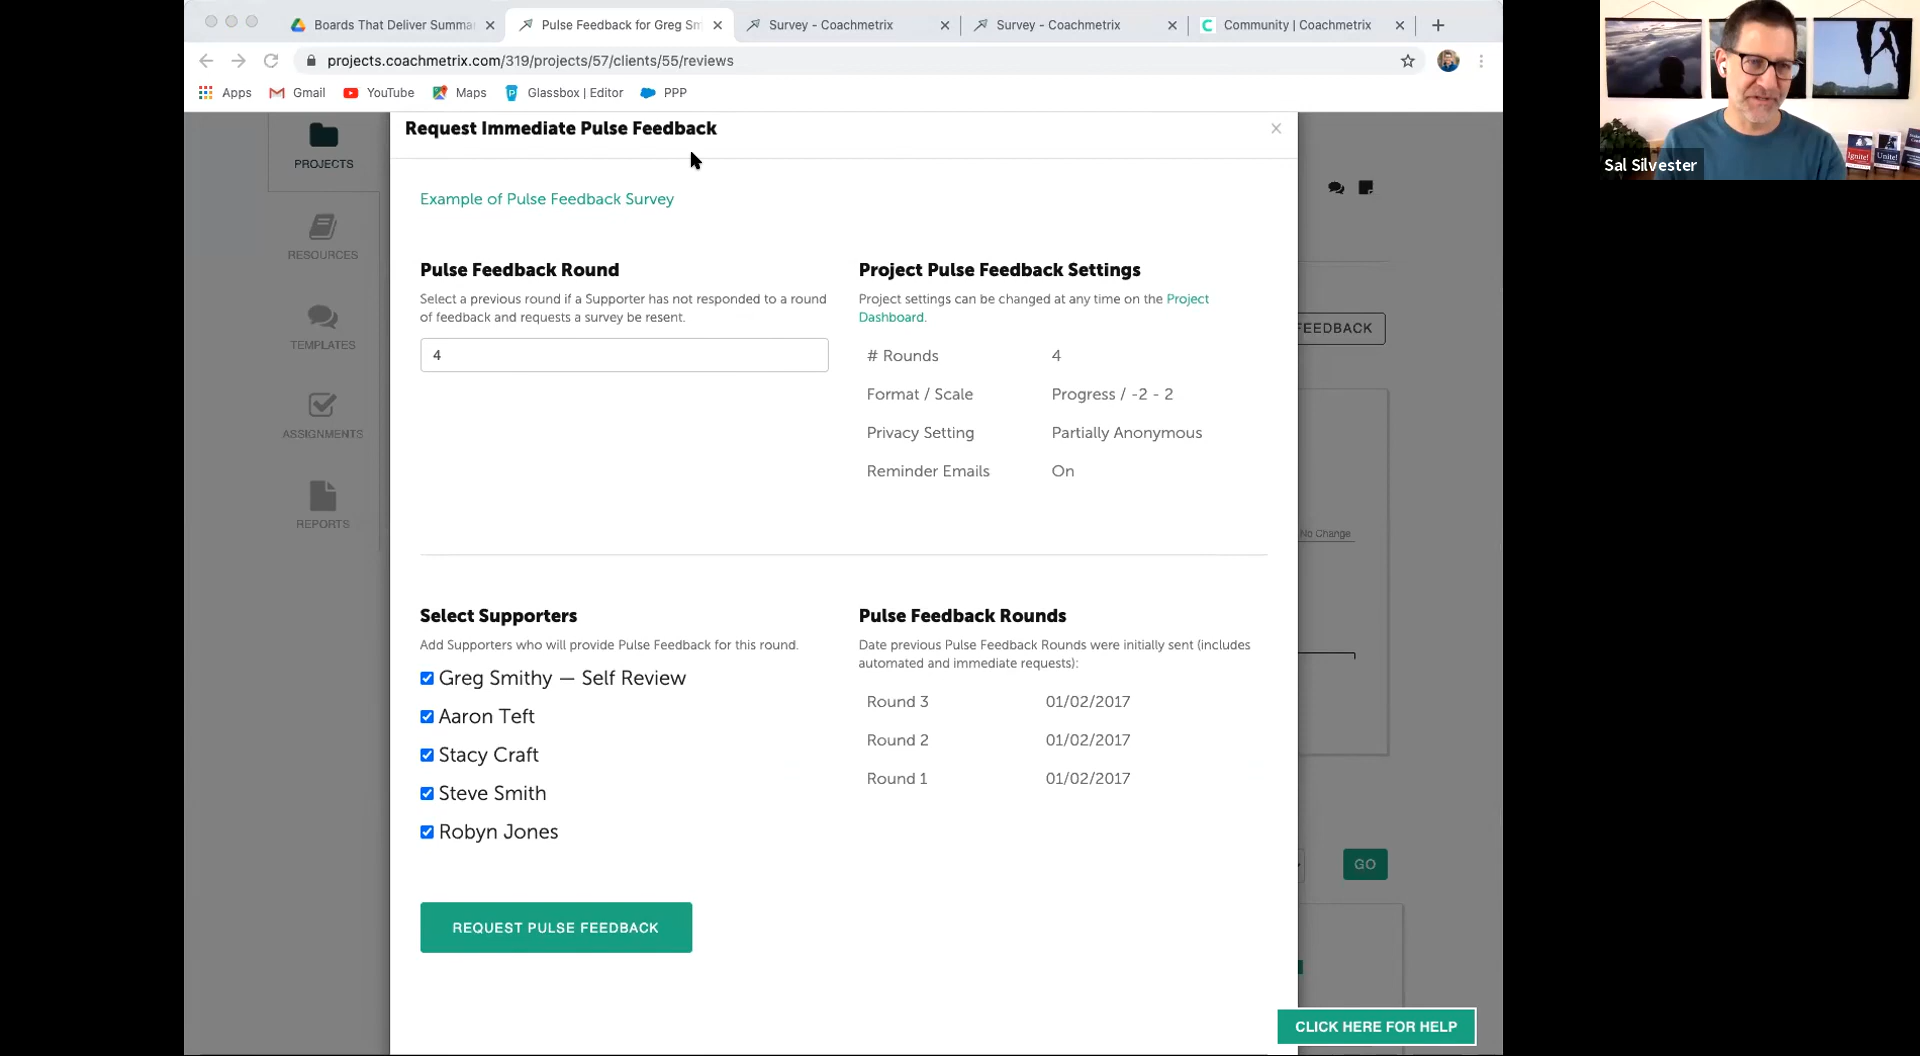 Boards That Deliver Summa
Pulse Feedback for Greg Sm
Survey - Coachmetrix
Survey - Coachmetrix
Community | Coachmetrix
projects.coachmetrix.com/319/projects/57/clients/55/reviews
Apps
Gmail
YouTube
Maps
Glassbox | Editor
PPP
Request Immediate Pulse Feedback
×
PROJECTS
RESOURCES
TEMPLATES
ASSIGNMENTS
REPORTS
Example of Pulse Feedback Survey
Pulse Feedback Round
Select a previous round if a Supporter has not responded to a round
of feedback and requests a survey be resent.
4
Project Pulse Feedback Settings
Project settings can be changed at any time on the Project
Dashboard.
# Rounds 4
Format / Scale Progress / -2 - 2
Privacy Setting Partially Anonymous
Reminder Emails On
FEEDBACK
No Change
Select Supporters
Add Supporters who will provide Pulse Feedback for this round.
Greg Smithy — Self Review
Aaron Teft
Stacy Craft
Steve Smith
Robyn Jones
Pulse Feedback Rounds
Date previous Pulse Feedback Rounds were initially sent (includes
automated and immediate requests):
Round 3 01/02/2017
Round 2 01/02/2017
Round 1 01/02/2017
GO
REQUEST PULSE FEEDBACK
CLICK HERE FOR HELP
Sal Silvester
Ignite!
Unite!